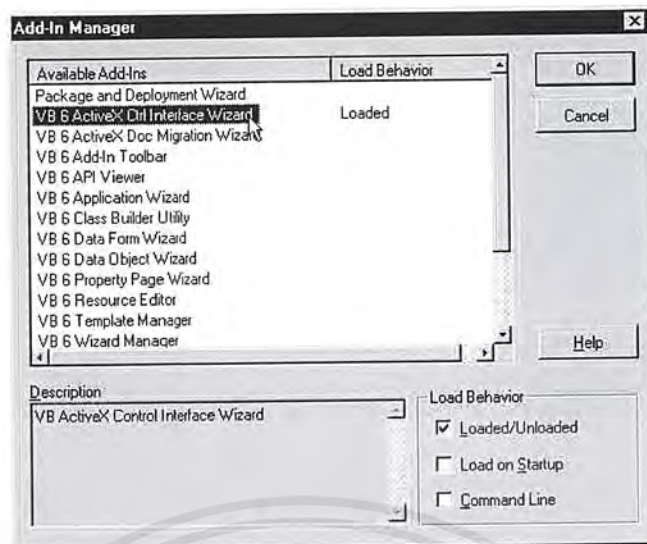 Add-In Manager
Available Add-Ins Load Behavior
Package and Deployment Wizard
VB 6 ActiveX Ctrl Interface Wizard Loaded
VB 6 ActiveX Doc Migration Wizard
VB 6 Add-In Toolbar
VB 6 API Viewer
VB 6 Application Wizard
VB 6 Class Builder Utility
VB 6 Data Form Wizard
VB 6 Data Object Wizard
VB 6 Property Page Wizard
VB 6 Resource Editor
VB 6 Template Manager
VB 6 Wizard Manager
OK
Cancel
Help
Description
VB ActiveX Control Interface Wizard
Load Behavior
Loaded/Unloaded
Load on Startup
Command Line